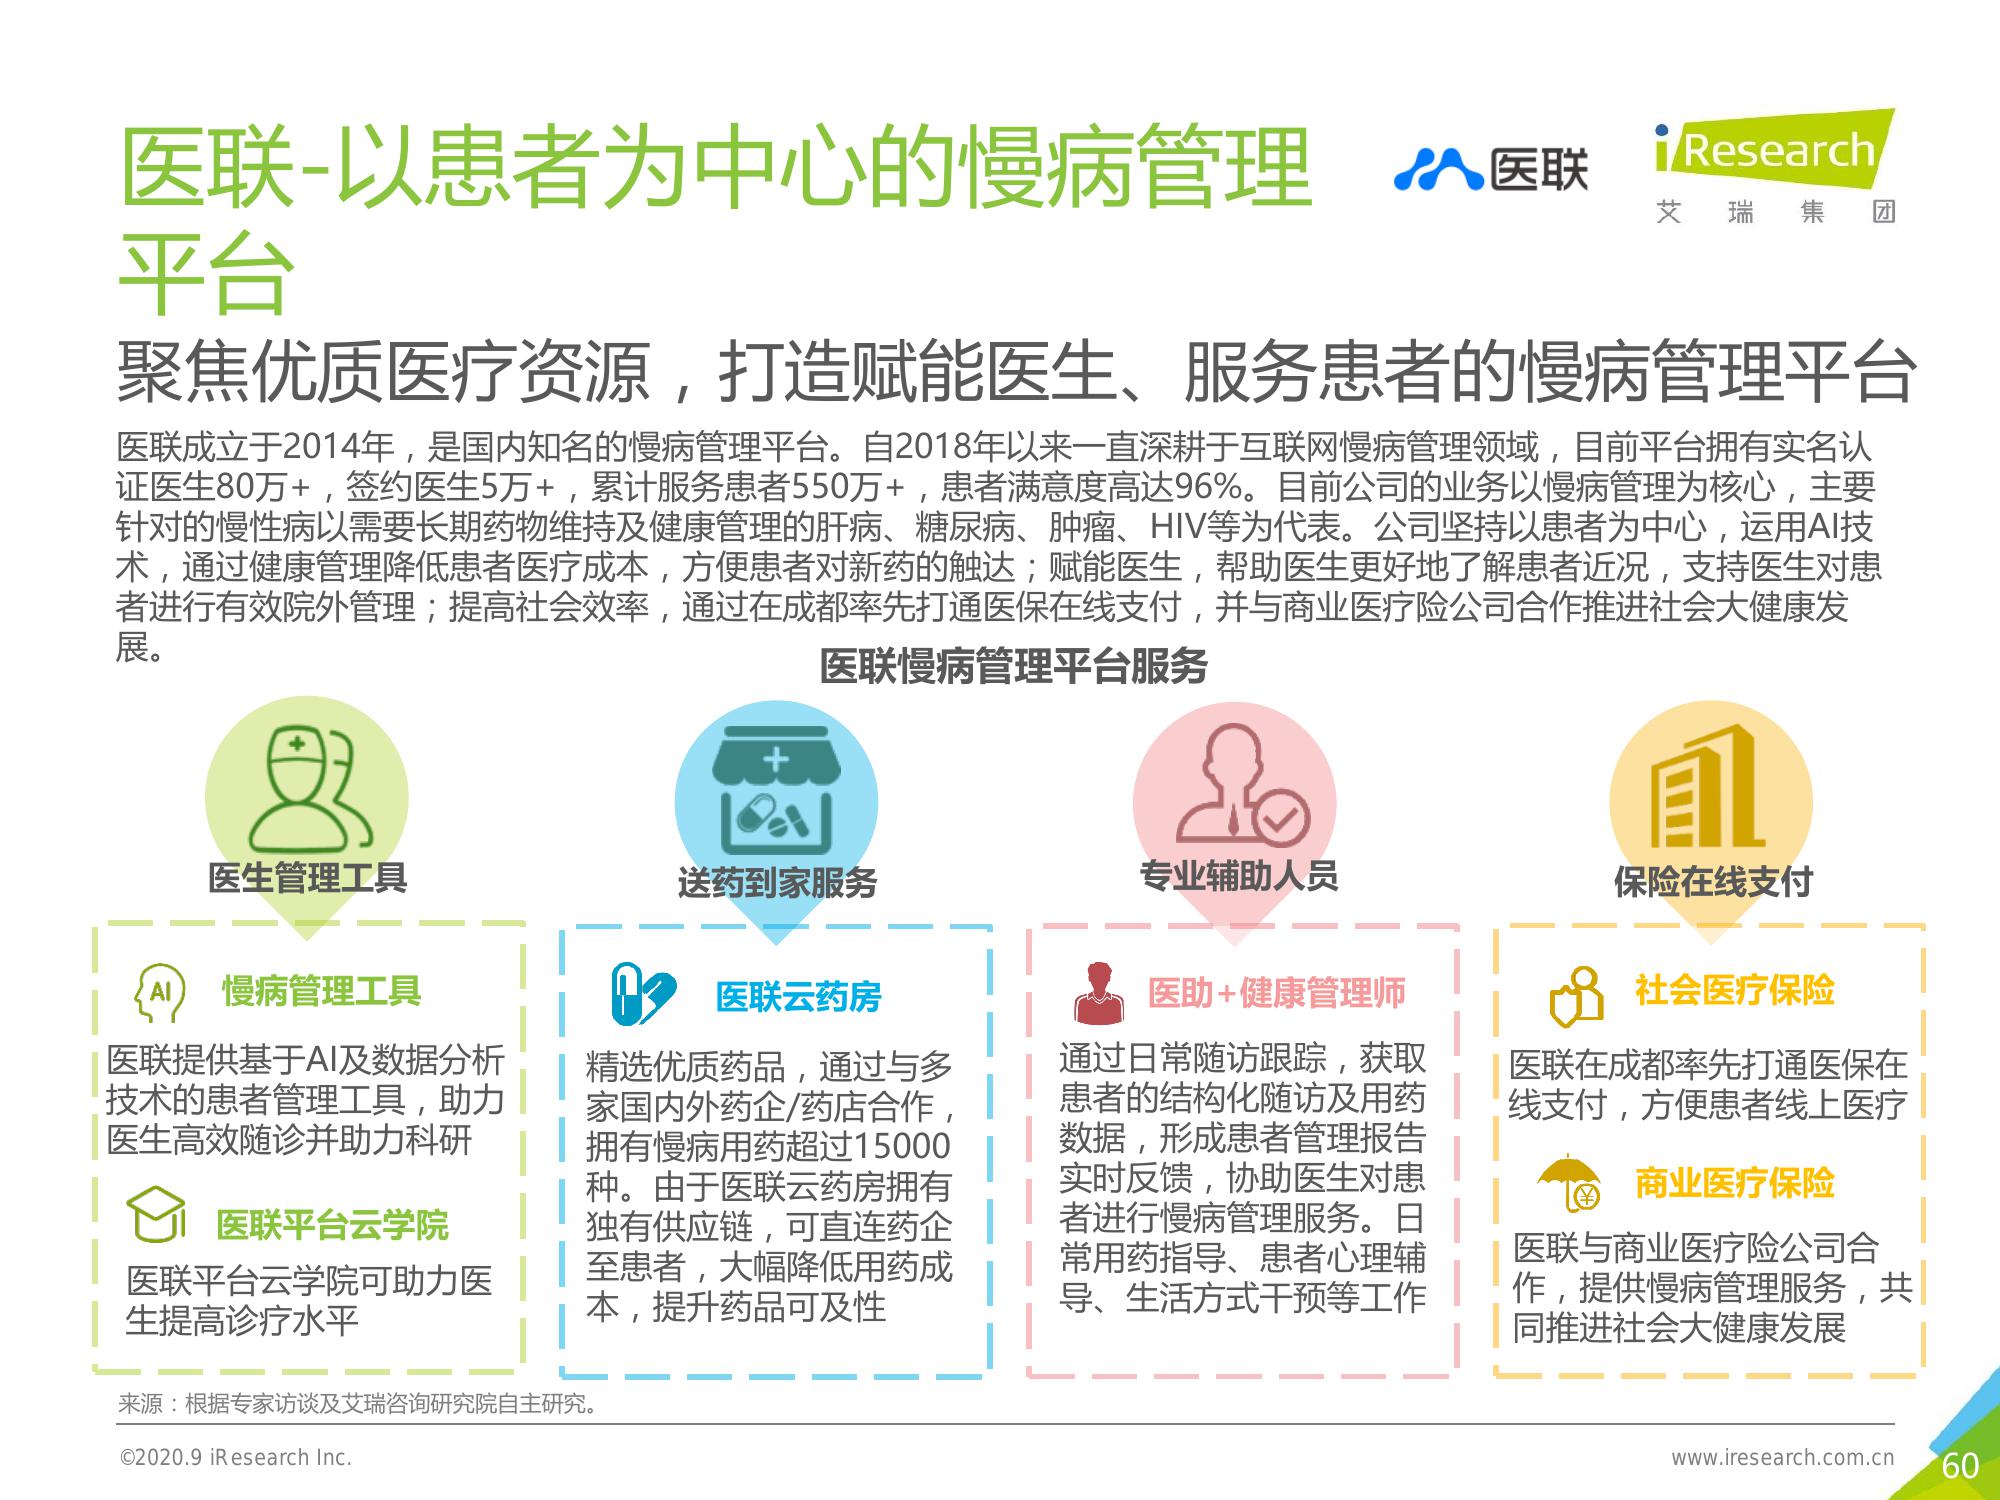 医联-以患者为中心的慢病管理
平台
医联
iResearch
艾 瑞 集 团
聚焦优质医疗资源，打造赋能医生、服务患者的慢病管理平台
医联成立于2014年，是国内知名的慢病管理平台。自2018年以来一直深耕于互联网慢病管理领域，目前平台拥有实名认
证医生80万+，签约医生5万+，累计服务患者550万+，患者满意度高达96%。目前公司的业务以慢病管理为核心，主要
针对的慢性病以需要长期药物维持及健康管理的肝病、糖尿病、肿瘤、HIV等为代表。公司坚持以患者为中心，运用AI技
术，通过健康管理降低患者医疗成本，方便患者对新药的触达；赋能医生，帮助医生更好地了解患者近况，支持医生对患
者进行有效院外管理；提高社会效率，通过在成都率先打通医保在线支付，并与商业医疗险公司合作推进社会大健康发
展。
医联慢病管理平台服务
医生管理工具
AI
慢病管理工具
医联提供基于AI及数据分析
技术的患者管理工具，助力
医生高效随诊并助力科研
医联平台云学院
医联平台云学院可助力医
生提高诊疗水平
送药到家服务
医联云药房
精选优质药品，通过与多
家国内外药企/药店合作，
拥有慢病用药超过15000
种。由于医联云药房拥有
独有供应链，可直连药企
至患者，大幅降低用药成
本，提升药品可及性
专业辅助人员
医助+健康管理师
通过日常随访跟踪，获取
患者的结构化随访及用药
数据，形成患者管理报告
实时反馈，协助医生对患
者进行慢病管理服务。日
常用药指导、患者心理辅
导、生活方式干预等工作
保险在线支付
社会医疗保险
医联在成都率先打通医保在
线支付，方便患者线上医疗
¥
商业医疗保险
医联与商业医疗险公司合
作，提供慢病管理服务，共
同推进社会大健康发展
来源：根据专家访谈及艾瑞咨询研究院自主研究。
©2020.9 iResearch Inc.
www.iresearch.com.cn
60